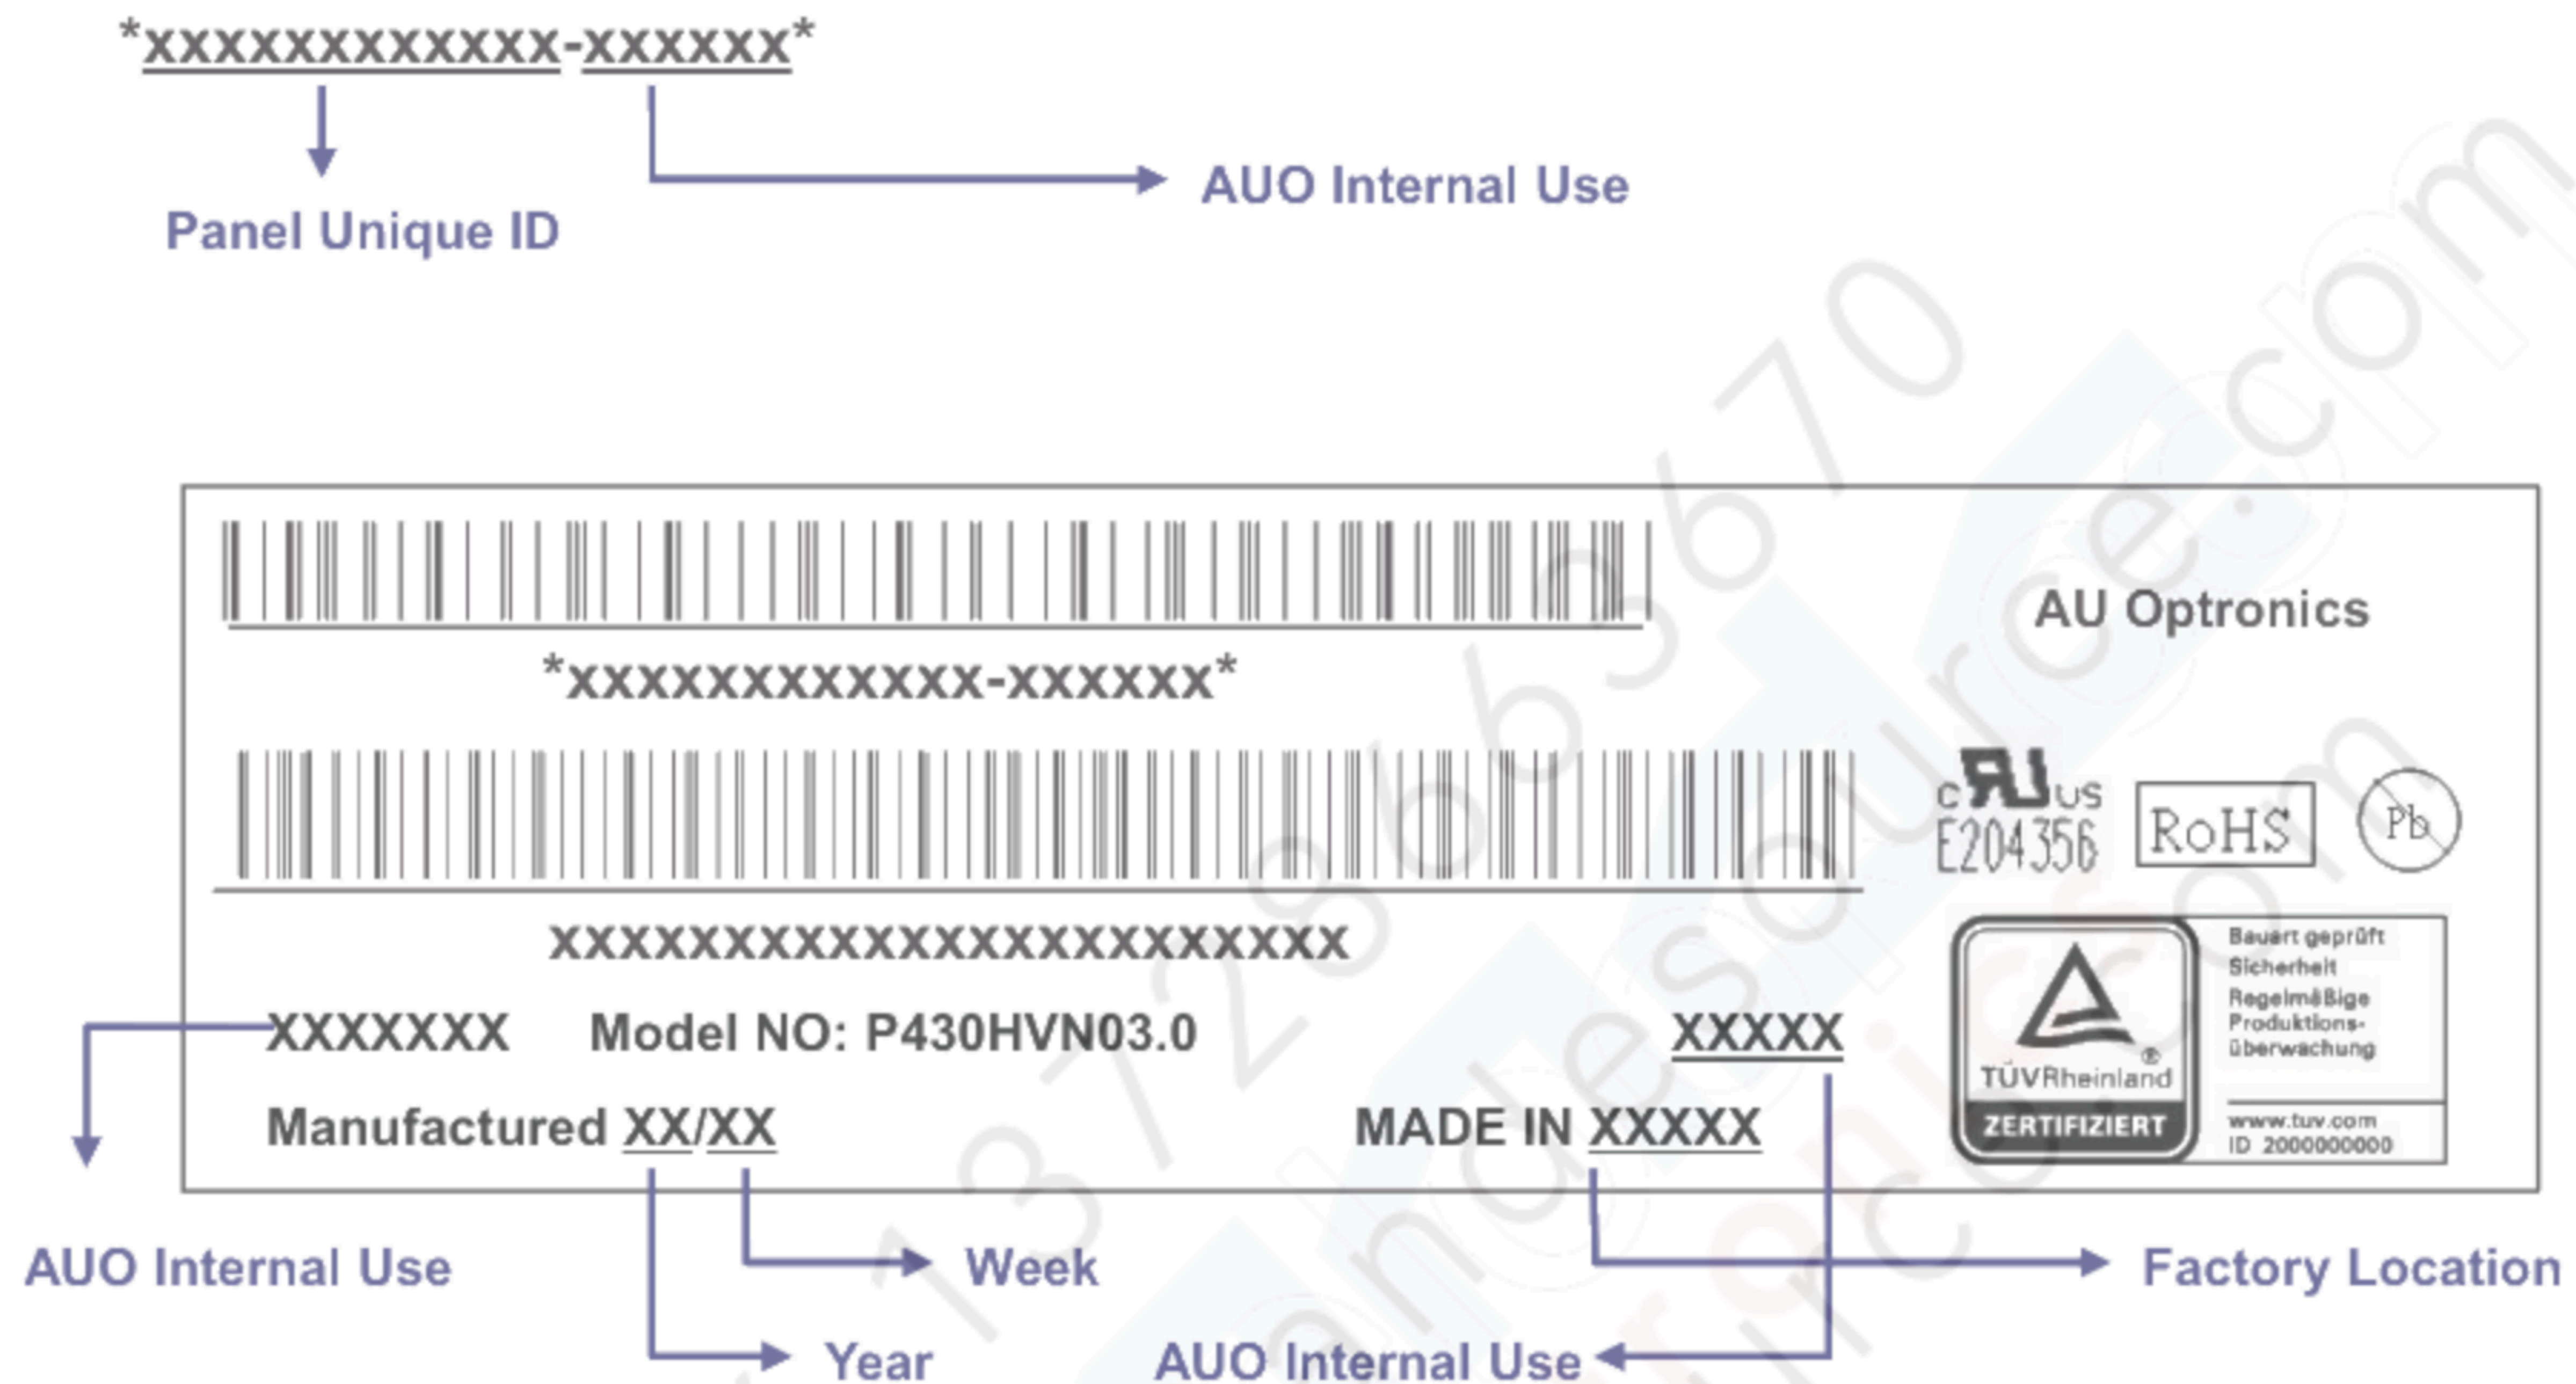 *xxxxxxxxxxxx-xxxxxx*
AUO Internal Use
Panel Unique ID
AU Optronics
*xxxxxxxxxxxx-xxxxxx*
c RU US
E204356
RoHS
Pb
xxxxxxxxxxxxxxxxxxxxxxx
XXXXXXX Model NO: P430HVN03.0 XXXXX
Manufactured XX/XX MADE IN XXXXX
TÜVRheinland ®
ZERTIFIZIERT
Bauart geprüft
Sicherheit
Regelmäßige
Produktions-
überwachung
www.tuv.com
ID 2000000000
AUO Internal Use
Week
Factory Location
Year
AUO Internal Use
13728663670